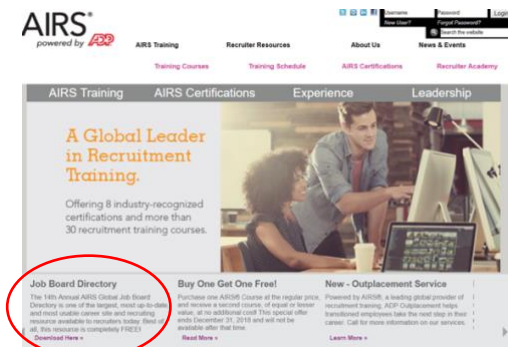 AIRS®
powered by ADP
Username Password Login
New User? Forgot Password?
Search the website
AIRS Training Recruiter Resources About Us News & Events
Training Courses Training Schedule AIRS Certifications Recruiter Academy
AIRS Training AIRS Certifications Experience Leadership
A Global Leader
in Recruitment
Training.
Offering 8 industry-recognized
certifications and more than
30 recruitment training courses.
Job Board Directory
The 14th Annual AIRS Global Job Board
Directory is one of the largest, most up-to-date,
and most usable career site and recruiting
resource available to recruiters today. Best of
all, this resource is completely FREE!
Download Here »
Buy One Get One Free!
Purchase one AIRS® Course at the regular price,
and receive a second course, of equal or lesser
value, at no additional cost! This special offer
ends December 31, 2018 and will not be
available after that time.
Read More »
New - Outplacement Service
Powered by AIRS®, a leading global provider of
recruitment training, ADP Outplacement helps
transitioned employees take the next step in their
career. Call for more information on our services.
Learn More »